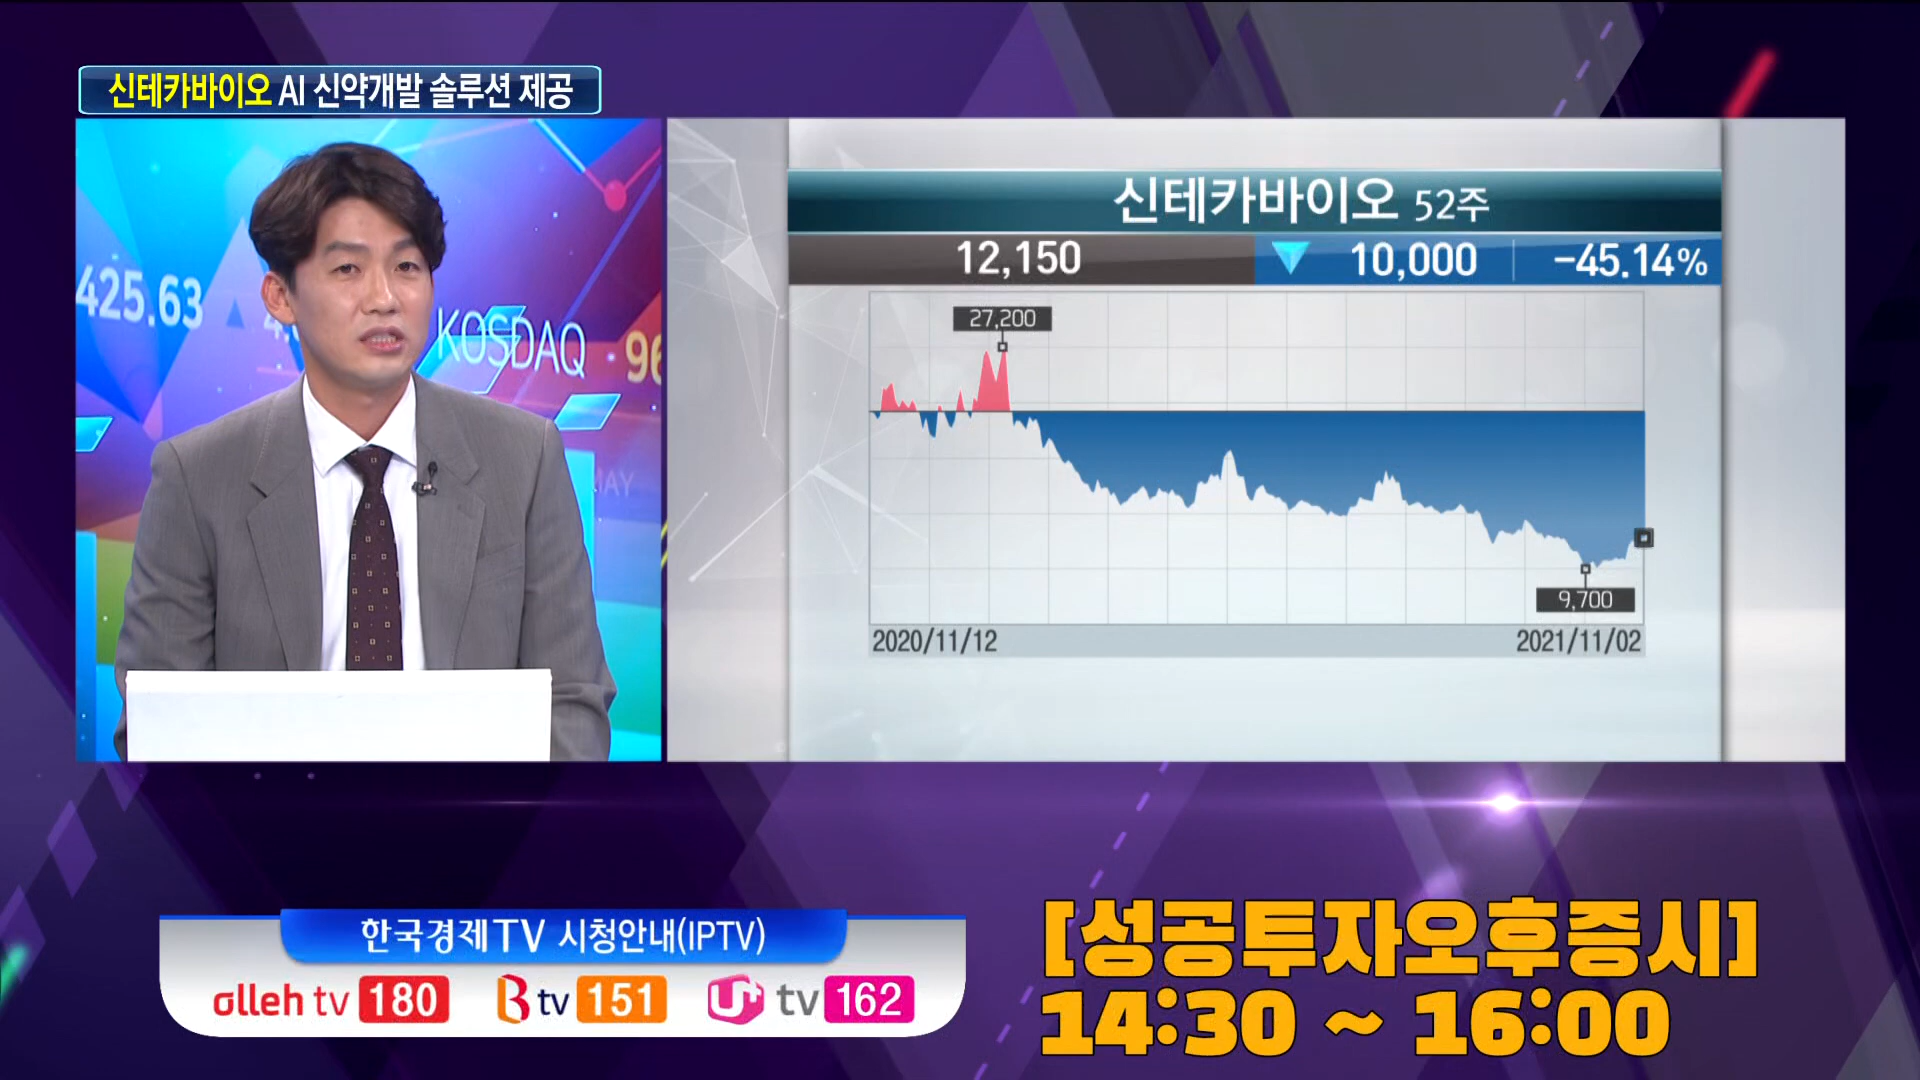 신테카바이오 AI 신약개발 솔루션 제공
425.63
KOSDAQ
96
MAY
신테카바이오 52주
12,150 ▼ 10,000 -45.14%
27,200
9,700
2020/11/12 2021/11/02
한국경제TV 시청안내(IPTV)
olleh tv 180 B tv 151 U+ tv 162
[성공투자오후증시]
14:30 ~ 16:00